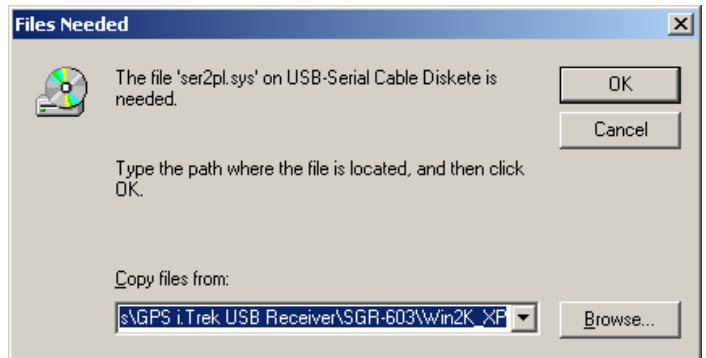 Files Needed
The file 'ser2pl.sys' on USB-Serial Cable Diskete is
needed.
OK
Cancel
Type the path where the file is located, and then click
OK.
Copy files from:
s\GPS i.Trek USB Receiver\SGR-603\Win2K_XP
Browse...